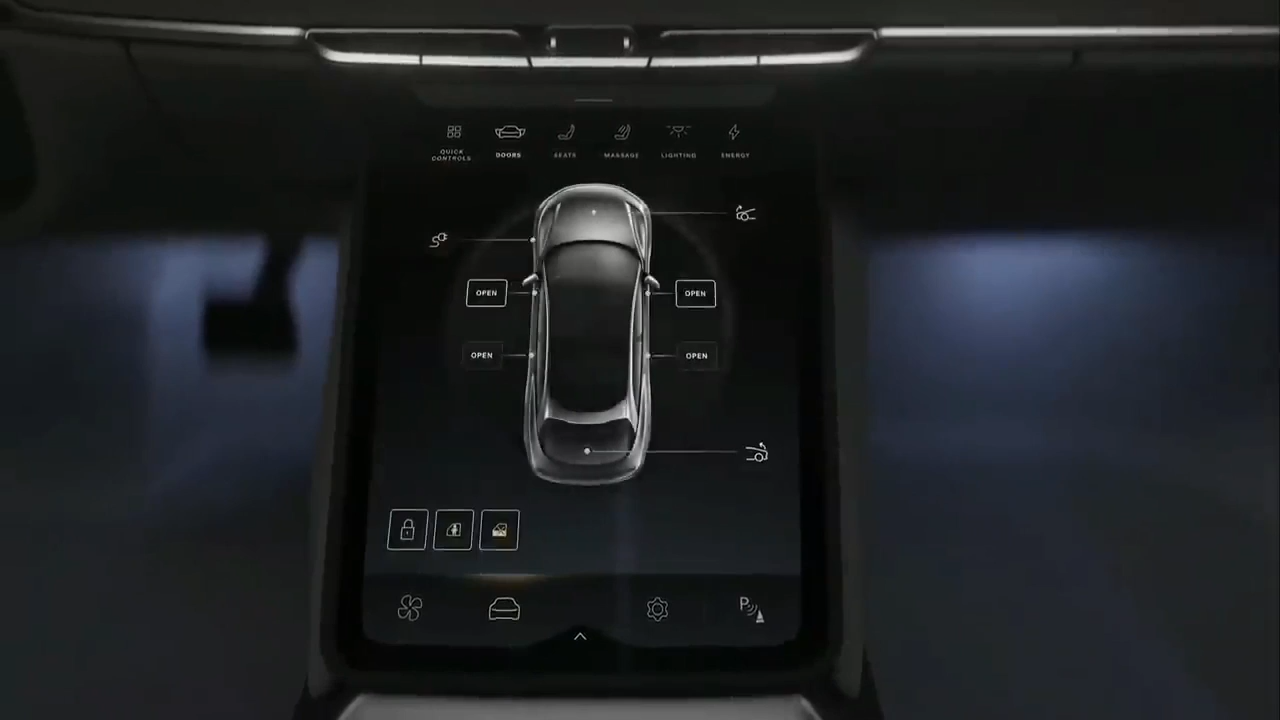 QUICK
CONTROLS
DOORS
SEATS
MASSAGE
LIGHTING
ENERGY
OPEN
OPEN
OPEN
OPEN
P